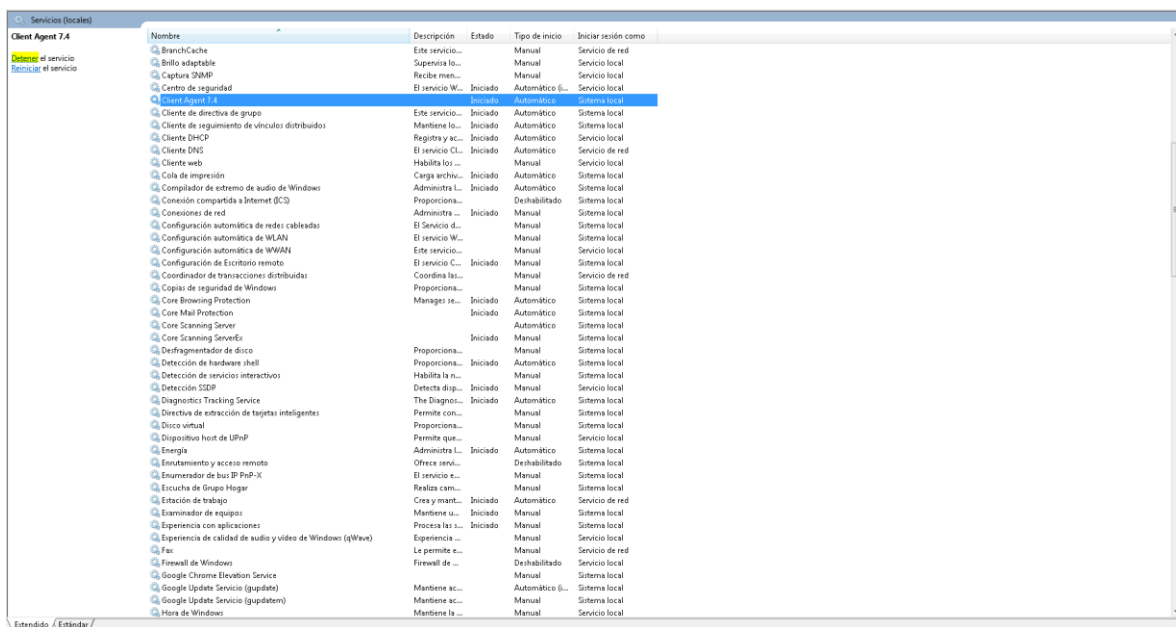 Servicios (locales)
Client Agent 7.4
Detener el servicio
Reiniciar el servicio
Nombre Descripción Estado Tipo de inicio Iniciar sesión como
BranchCache Este servicio... Manual Servicio de red
Brillo adaptable Supervisa lo... Manual Servicio local
Captura SNMP Recibe men... Manual Servicio local
Centro de seguridad El servicio W... Iniciado Automático (i... Servicio local
Client Agent 7.4 Iniciado Automático Sistema local
Cliente de directiva de grupo Este servicio... Iniciado Automático Sistema local
Cliente de seguimiento de vínculos distribuidos Mantiene lo... Iniciado Automático Sistema local
Cliente DHCP Registra y ac... Iniciado Automático Servicio local
Cliente DNS El servicio Cl... Iniciado Automático Servicio de red
Cliente web Habilita los ... Manual Servicio local
Cola de impresión Carga archiv... Iniciado Automático Sistema local
Compilador de extremo de audio de Windows Administra l... Iniciado Automático Sistema local
Conexión compartida a Internet (ICS) Proporciona... Deshabilitado Sistema local
Conexiones de red Administra ... Iniciado Manual Sistema local
Configuración automática de redes cableadas El Servicio d... Manual Sistema local
Configuración automática de WLAN El servicio W... Manual Sistema local
Configuración automática de WWAN Este servicio... Manual Servicio local
Configuración de Escritorio remoto El servicio C... Iniciado Manual Sistema local
Coordinador de transacciones distribuidas Coordina las... Manual Servicio de red
Copias de seguridad de Windows Proporciona... Manual Sistema local
Core Browsing Protection Manages se... Iniciado Automático Sistema local
Core Mail Protection Iniciado Automático Sistema local
Core Scanning Server Automático Sistema local
Core Scanning ServerEx Iniciado Manual Sistema local
Desfragmentador de disco Proporciona... Manual Sistema local
Detección de hardware shell Proporciona... Iniciado Automático Sistema local
Detección de servicios interactivos Habilita la n... Manual Sistema local
Detección SSDP Detecta disp... Iniciado Manual Servicio local
Diagnostics Tracking Service The Diagnos... Iniciado Automático Sistema local
Directiva de extracción de tarjetas inteligentes Permite con... Manual Sistema local
Disco virtual Proporciona... Manual Sistema local
Dispositivo host de UPnP Permite que... Manual Servicio local
Energía Administra l... Iniciado Automático Sistema local
Enrutamiento y acceso remoto Ofrece servi... Deshabilitado Sistema local
Enumerador de bus IP PnP-X El servicio e... Manual Sistema local
Escucha de Grupo Hogar Realiza cam... Manual Sistema local
Estación de trabajo Crea y mant... Iniciado Automático Servicio de red
Examinador de equipos Mantiene u... Iniciado Manual Sistema local
Experiencia con aplicaciones Procesa las s... Iniciado Manual Sistema local
Experiencia de calidad de audio y vídeo de Windows (qWave) Experiencia ... Manual Servicio local
Fax Le permite e... Manual Servicio de red
Firewall de Windows Firewall de ... Deshabilitado Servicio local
Google Chrome Elevation Service Manual Sistema local
Google Update Servicio (gupdate) Mantiene ac... Automático (i... Sistema local
Google Update Servicio (gupdatem) Mantiene ac... Manual Sistema local
Hora de Windows Mantiene la ... Manual Servicio local
Extendido Estándar